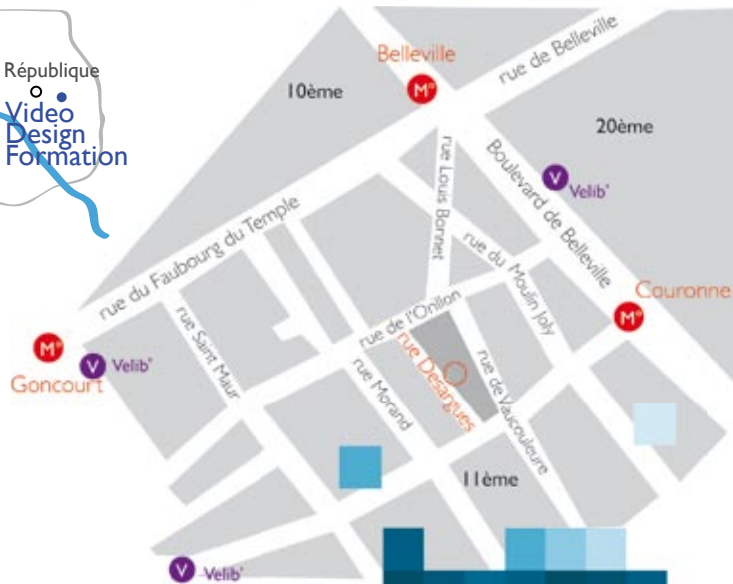 République
Video
Design
Formation
Belleville
M°
rue de Belleville
10ème
20ème
V
Velib'
rue Louis Bonnet
Boulevard de Belleville
rue du Faubourg du Temple
rue du Moulin Joly
Couronne
M°
rue de l'Orillon
rue Saint Maur
M°
Goncourt
V
Velib'
rue Morand
rue Desargues
rue de Vaucouleure
11ème
V
Velib'